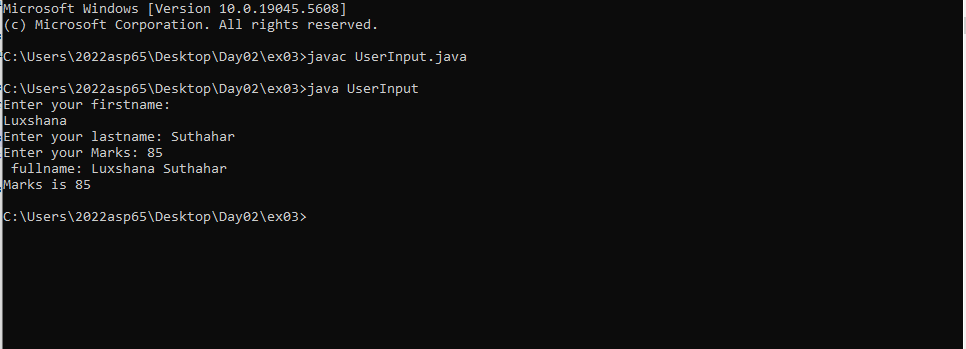 Microsoft Windows [Version 10.0.19045.5608]
(c) Microsoft Corporation. All rights reserved.
C:\Users\2022asp65\Desktop\Day02\ex03>javac UserInput.java
C:\Users\2022asp65\Desktop\Day02\ex03>java UserInput
Enter your firstname:
Luxshana
Enter your lastname: Suthahar
Enter your Marks: 85
 fullname: Luxshana Suthahar
Marks is 85
C:\Users\2022asp65\Desktop\Day02\ex03>